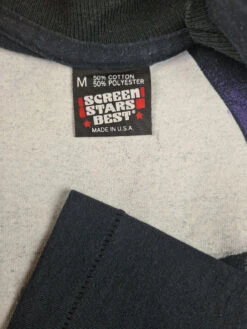 M 50% COTTON
50% POLYESTER
SCREEN
STARS
BEST®
MADE IN U.S.A.